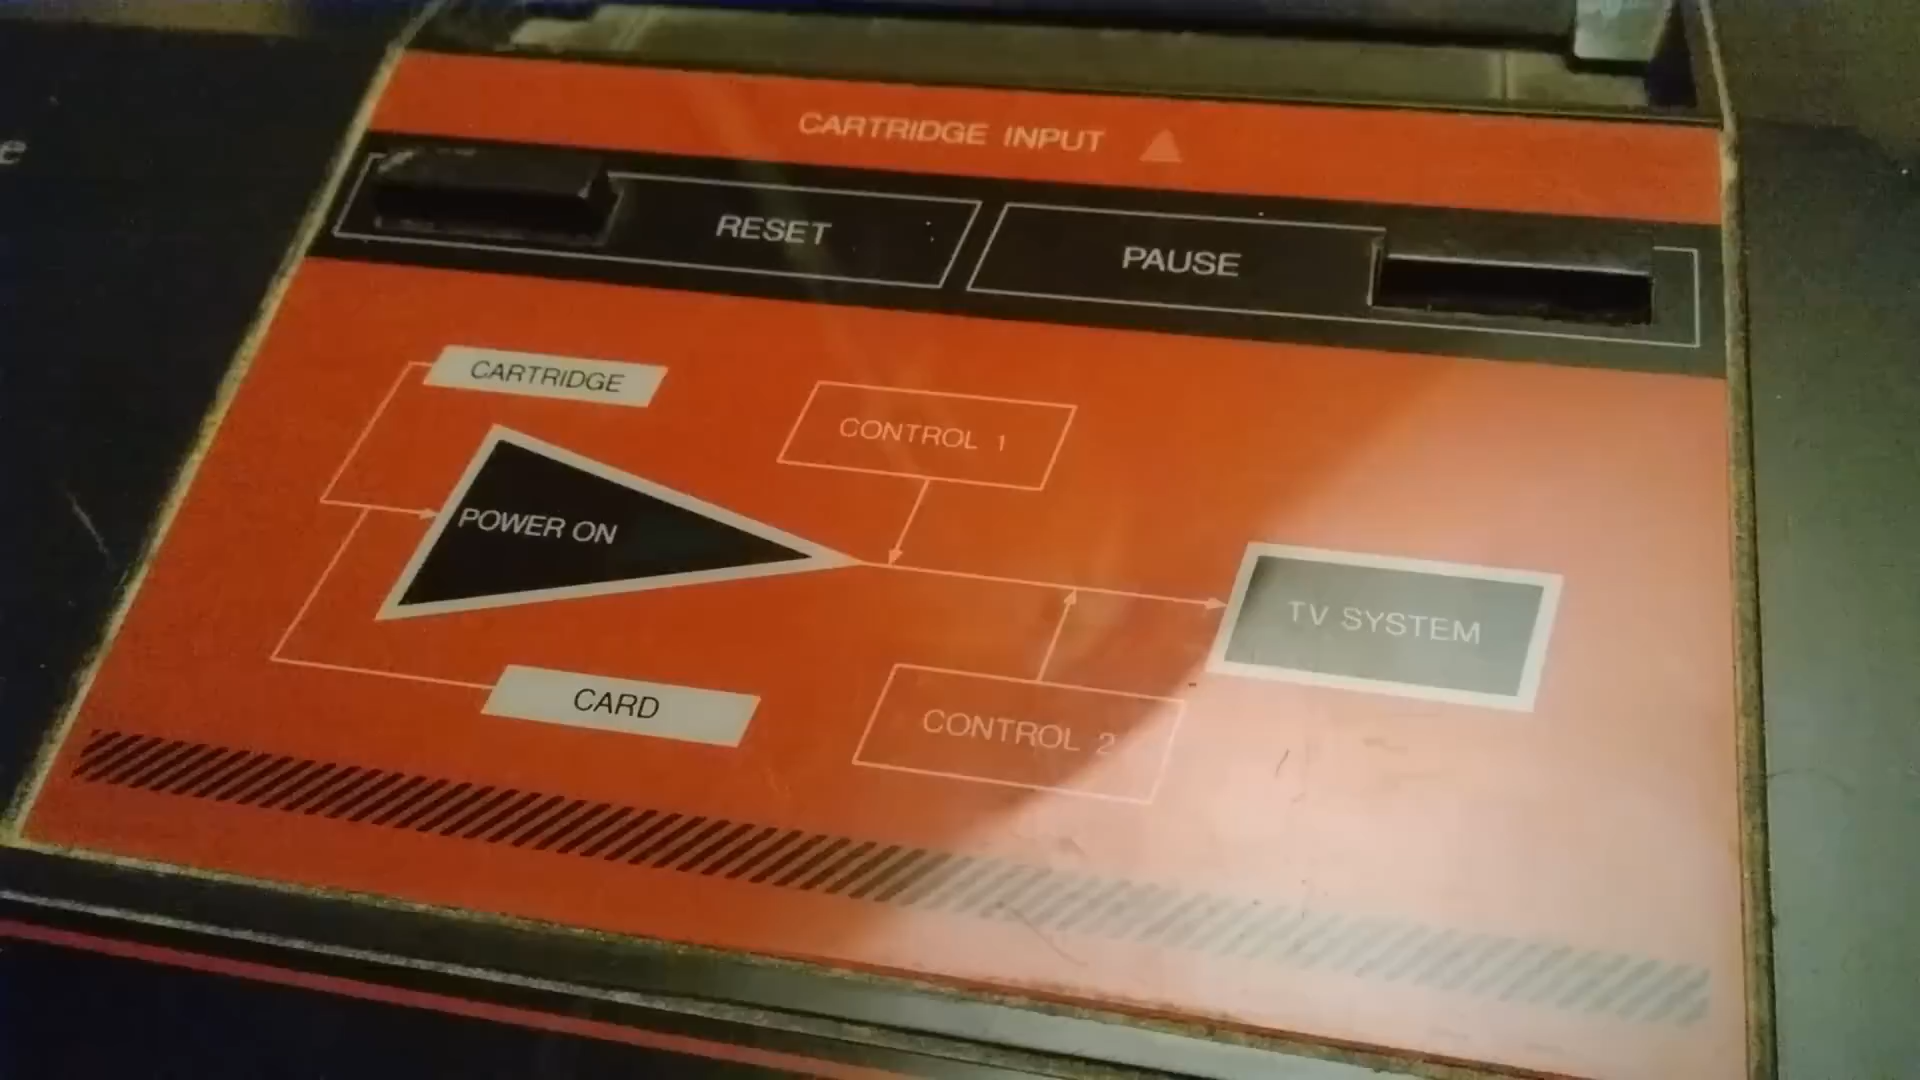 e
CARTRIDGE INPUT
RESET
PAUSE
CARTRIDGE
CONTROL 1
POWER ON
TV SYSTEM
CARD
CONTROL 2